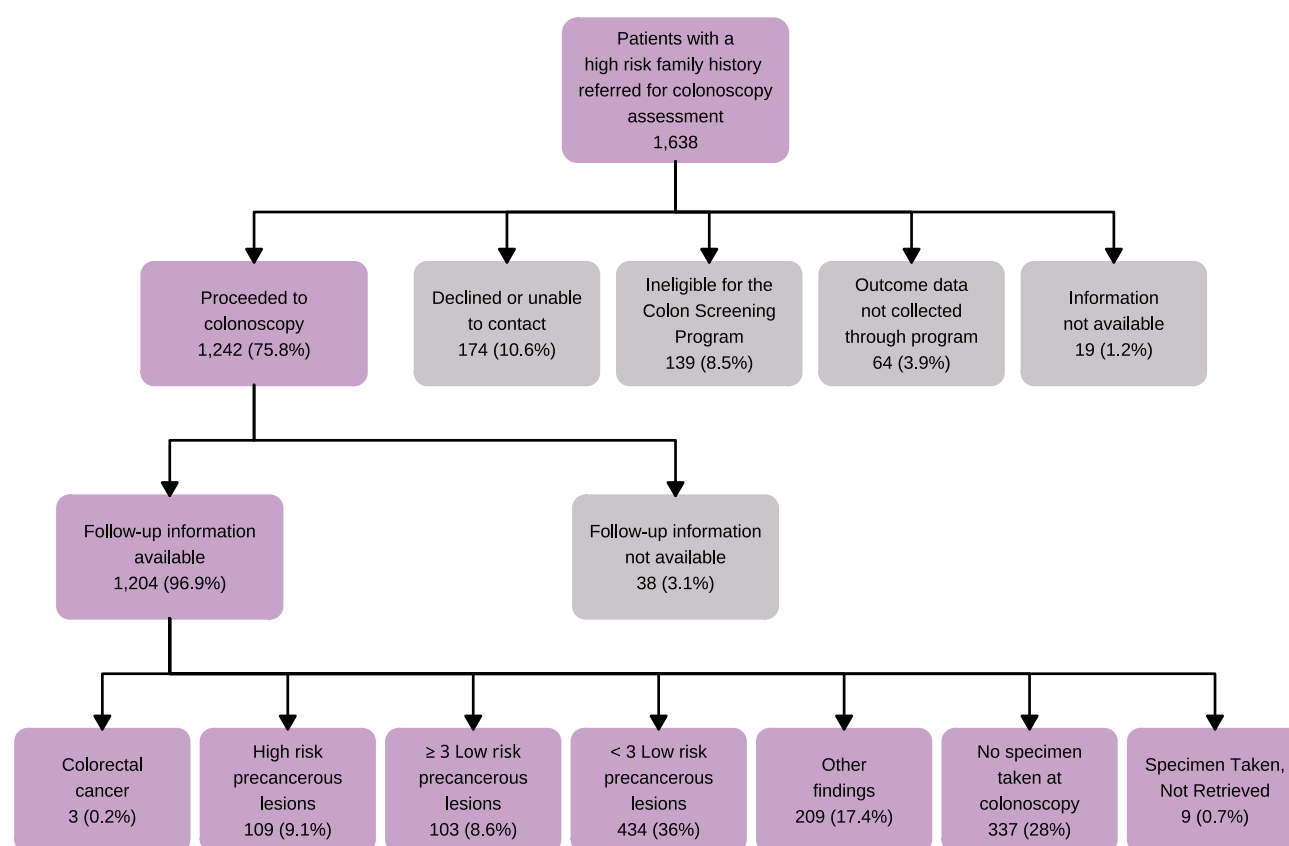 Patients with a
high risk family history
referred for colonoscopy
assessment
1,638
Proceeded to
colonoscopy
1,242 (75.8%)
Declined or unable
to contact
174 (10.6%)
Ineligible for the
Colon Screening
Program
139 (8.5%)
Outcome data
not collected
through program
64 (3.9%)
Information
not available
19 (1.2%)
Follow-up information
available
1,204 (96.9%)
Follow-up information
not available
38 (3.1%)
Colorectal
cancer
3 (0.2%)
High risk
precancerous
lesions
109 (9.1%)
≥ 3 Low risk
precancerous
lesions
103 (8.6%)
< 3 Low risk
precancerous
lesions
434 (36%)
Other
findings
209 (17.4%)
No specimen
taken at
colonoscopy
337 (28%)
Specimen Taken,
Not Retrieved
9 (0.7%)